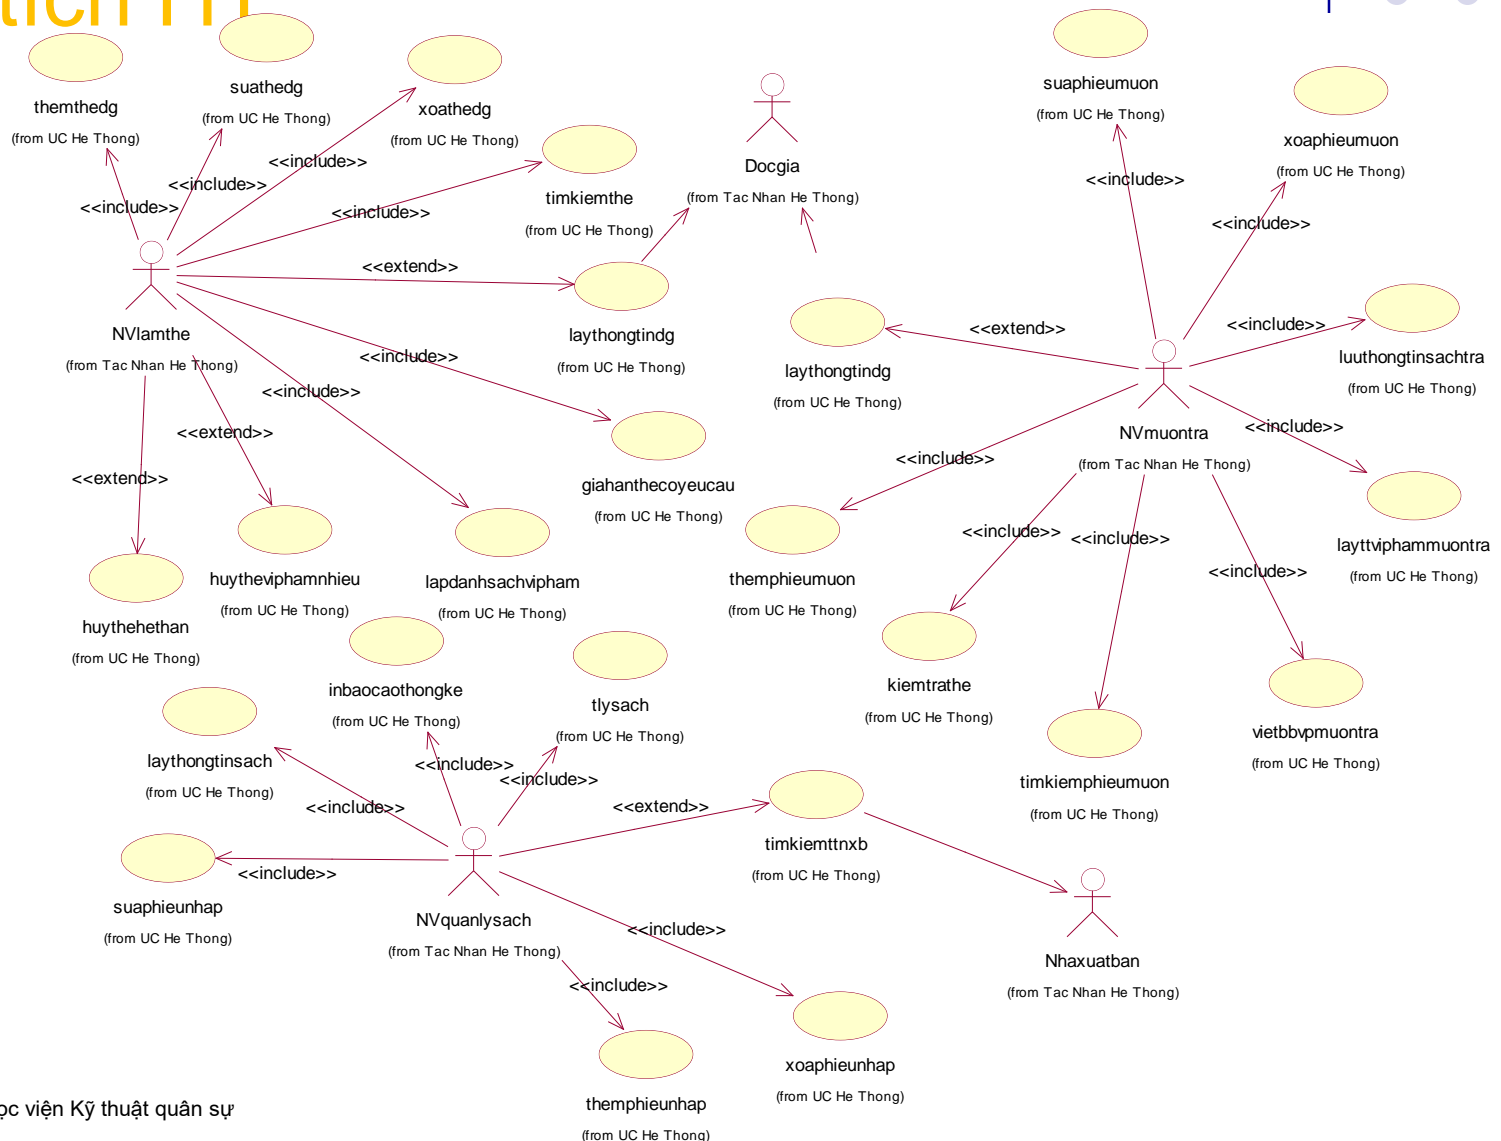 themthedg
(from UC He Thong)
suathedg
(from UC He Thong)
xoathedg
(from UC He Thong)
timkiemthe
(from UC He Thong)
Docgia
(from Tac Nhan He Thong)
suaphieumuon
(from UC He Thong)
xoaphieumuon
(from UC He Thong)
<<include>>
<<include>>
<<include>>
<<include>>
<<extend>>
<<include>>
<<include>>
<<extend>>
<<extend>>
NVlamthe
(from Tac Nhan He Thong)
laythongtindg
(from UC He Thong)
giahanthecoyeucau
(from UC He Thong)
lapdanhsachvipham
(from UC He Thong)
huytheviphamnhieu
(from UC He Thong)
huythehethan
(from UC He Thong)
<<include>>
<<include>>
<<extend>>
<<include>>
<<include>>
<<include>>
<<include>>
<<include>>
<<include>>
laythongtindg
(from UC He Thong)
NVmuontra
(from Tac Nhan He Thong)
luuthongtinsachtra
(from UC He Thong)
layttviphammuontra
(from UC He Thong)
themphieumuon
(from UC He Thong)
kiemtrathe
(from UC He Thong)
timkiemphieumuon
(from UC He Thong)
vietbbvpmuontra
(from UC He Thong)
inbaocaothongke
(from UC He Thong)
tlysach
(from UC He Thong)
laythongtinsach
(from UC He Thong)
<<include>>
<<include>>
<<include>>
<<extend>>
<<include>>
<<include>>
<<include>>
suaphieunhap
(from UC He Thong)
NVquanlysach
(from Tac Nhan He Thong)
timkiemttnxb
(from UC He Thong)
Nhaxuatban
(from Tac Nhan He Thong)
xoaphieunhap
(from UC He Thong)
themphieunhap
(from UC He Thong)
viện Kỹ thuật quân sự